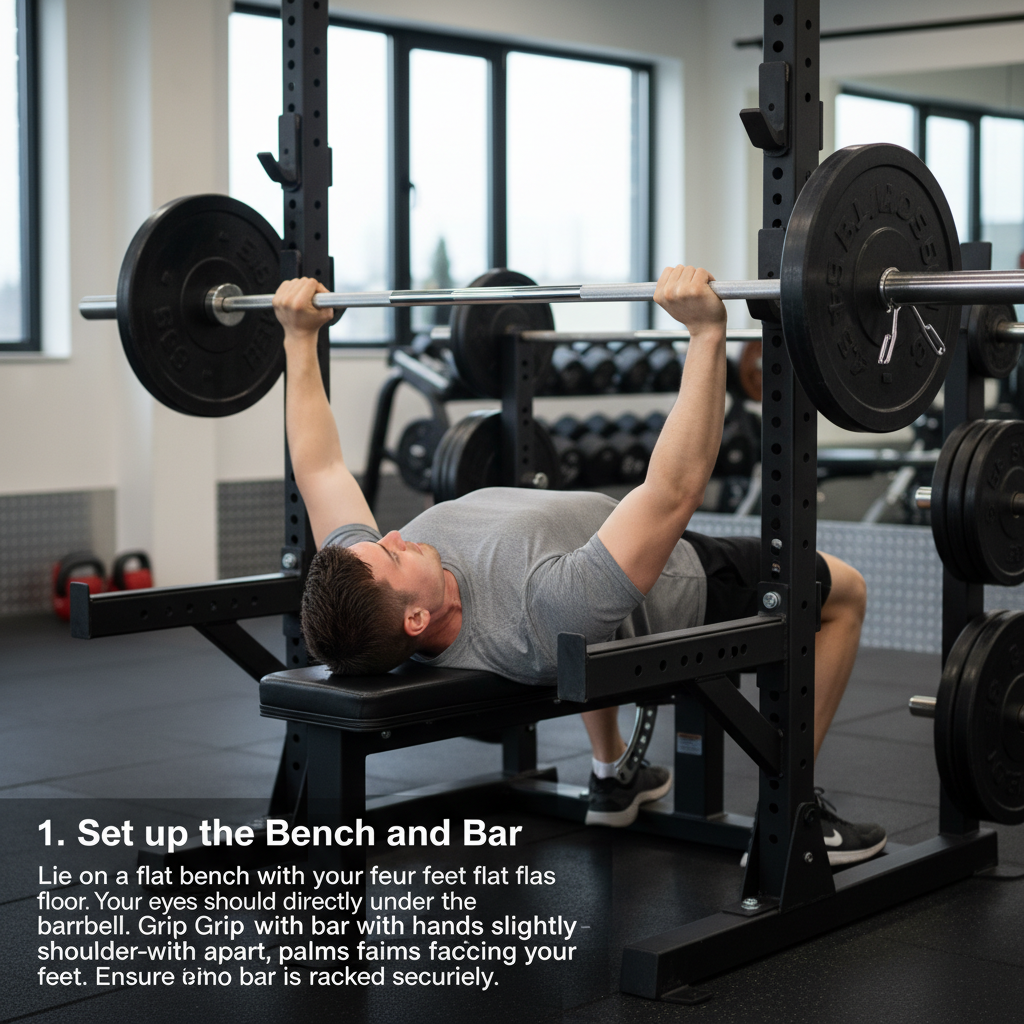 1. Set up the Bench and Bar
Lie on a flat bench with your feur feet flat flas
floor. Your eyes should directly under the
barrbell. Grip Grip with bar with hands slightly
shoulder-with apart, palms faims faccing your
feet. Ensure bar is racked securiely.